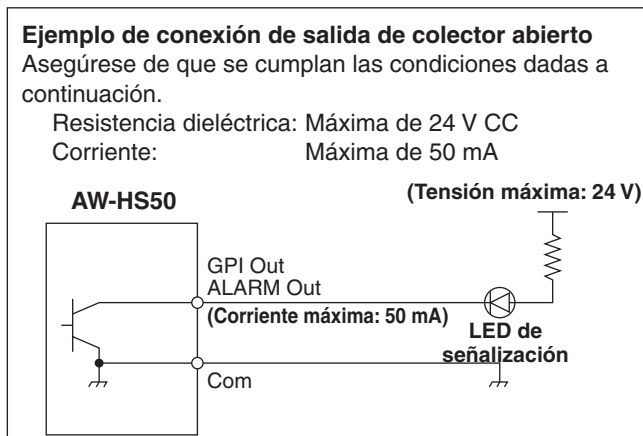 Ejemplo de conexión de salida de colector abierto
Asegúrese de que se cumplan las condiciones dadas a
continuación.
Resistencia dieléctrica: Máxima de 24 V CC
Corriente: Máxima de 50 mA
AW-HS50
(Tensión máxima: 24 V)
GPI Out
ALARM Out
(Corriente máxima: 50 mA)
LED de
señalización
Com